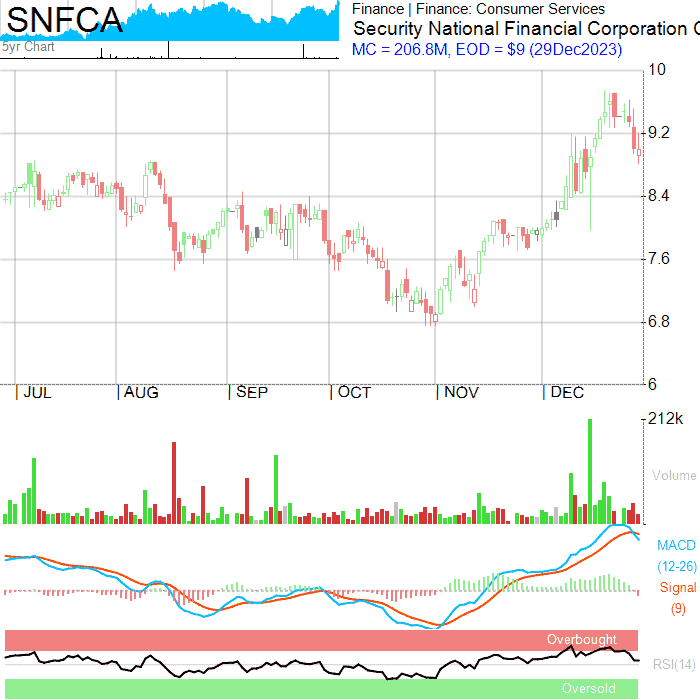 SNFCA
5yr Chart
Finance | Finance: Consumer Services
Security National Financial Corporation
MC = 206.8M, EOD = $9 (29Dec2023)
10
9.2
8.4
7.6
6.8
6
JUL AUG SEP OCT NOV DEC
212k
Volume
MACD
(12-26)
Signal
(9)
Overbought
RSI(14)
Oversold